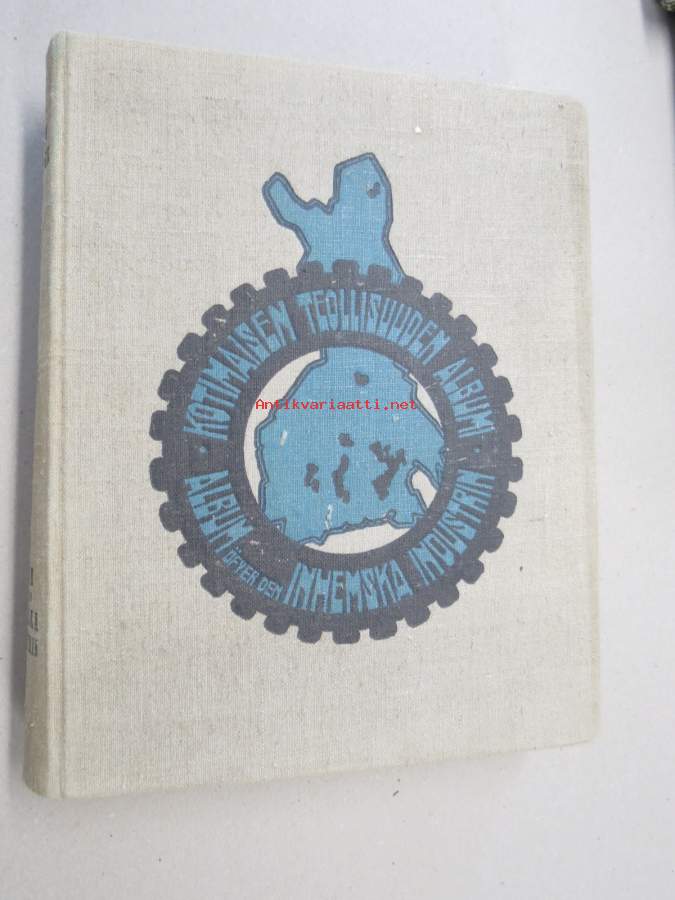 KOTIMAISEN TEOLLISUUDEN ALBUMI
Antikvariaatti.net
ALBUM ÖFVER DEN INHEMSKA INDUSTRIN